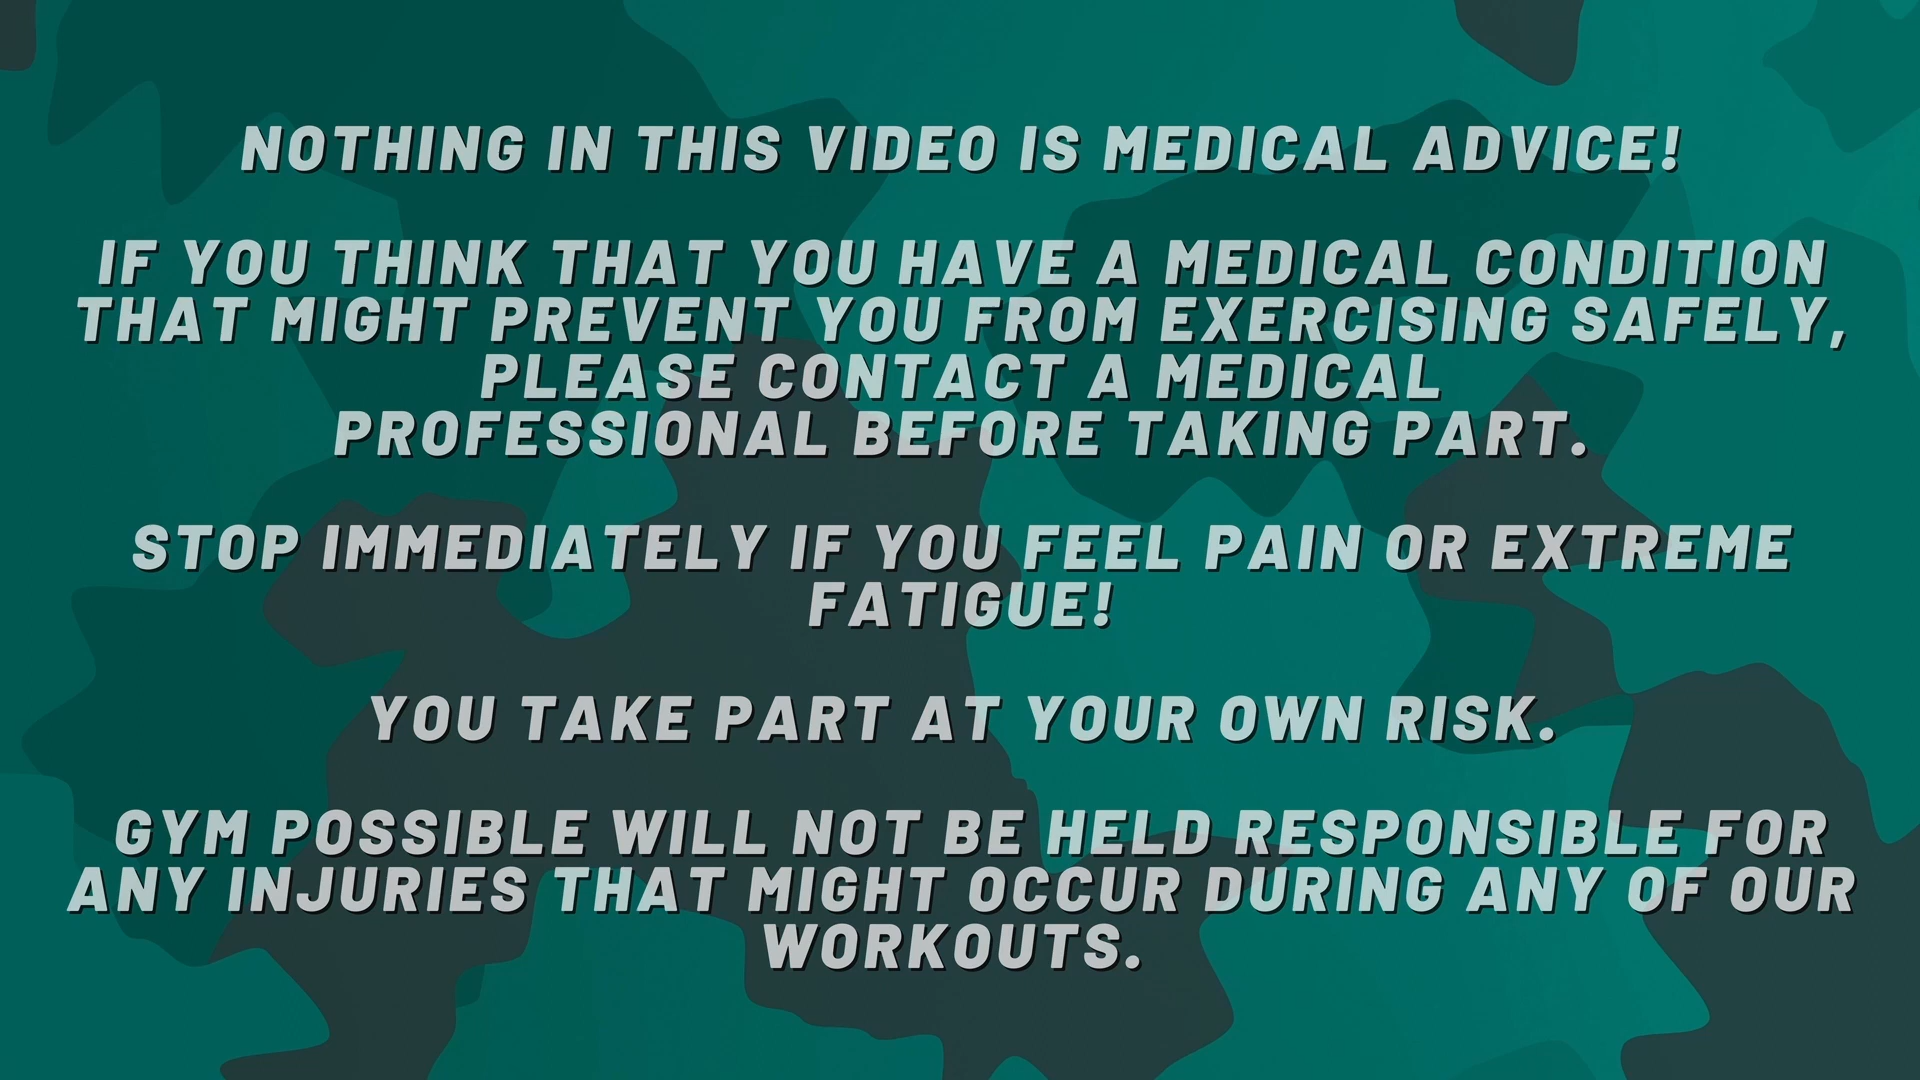 NOTHING IN THIS VIDEO IS MEDICAL ADVICE!
IF YOU THINK THAT YOU HAVE A MEDICAL CONDITION
THAT MIGHT PREVENT YOU FROM EXERCISING SAFELY,
PLEASE CONTACT A MEDICAL
PROFESSIONAL BEFORE TAKING PART.
STOP IMMEDIATELY IF YOU FEEL PAIN OR EXTREME
FATIGUE!
YOU TAKE PART AT YOUR OWN RISK.
GYM POSSIBLE WILL NOT BE HELD RESPONSIBLE FOR
ANY INJURIES THAT MIGHT OCCUR DURING ANY OF OUR
WORKOUTS.